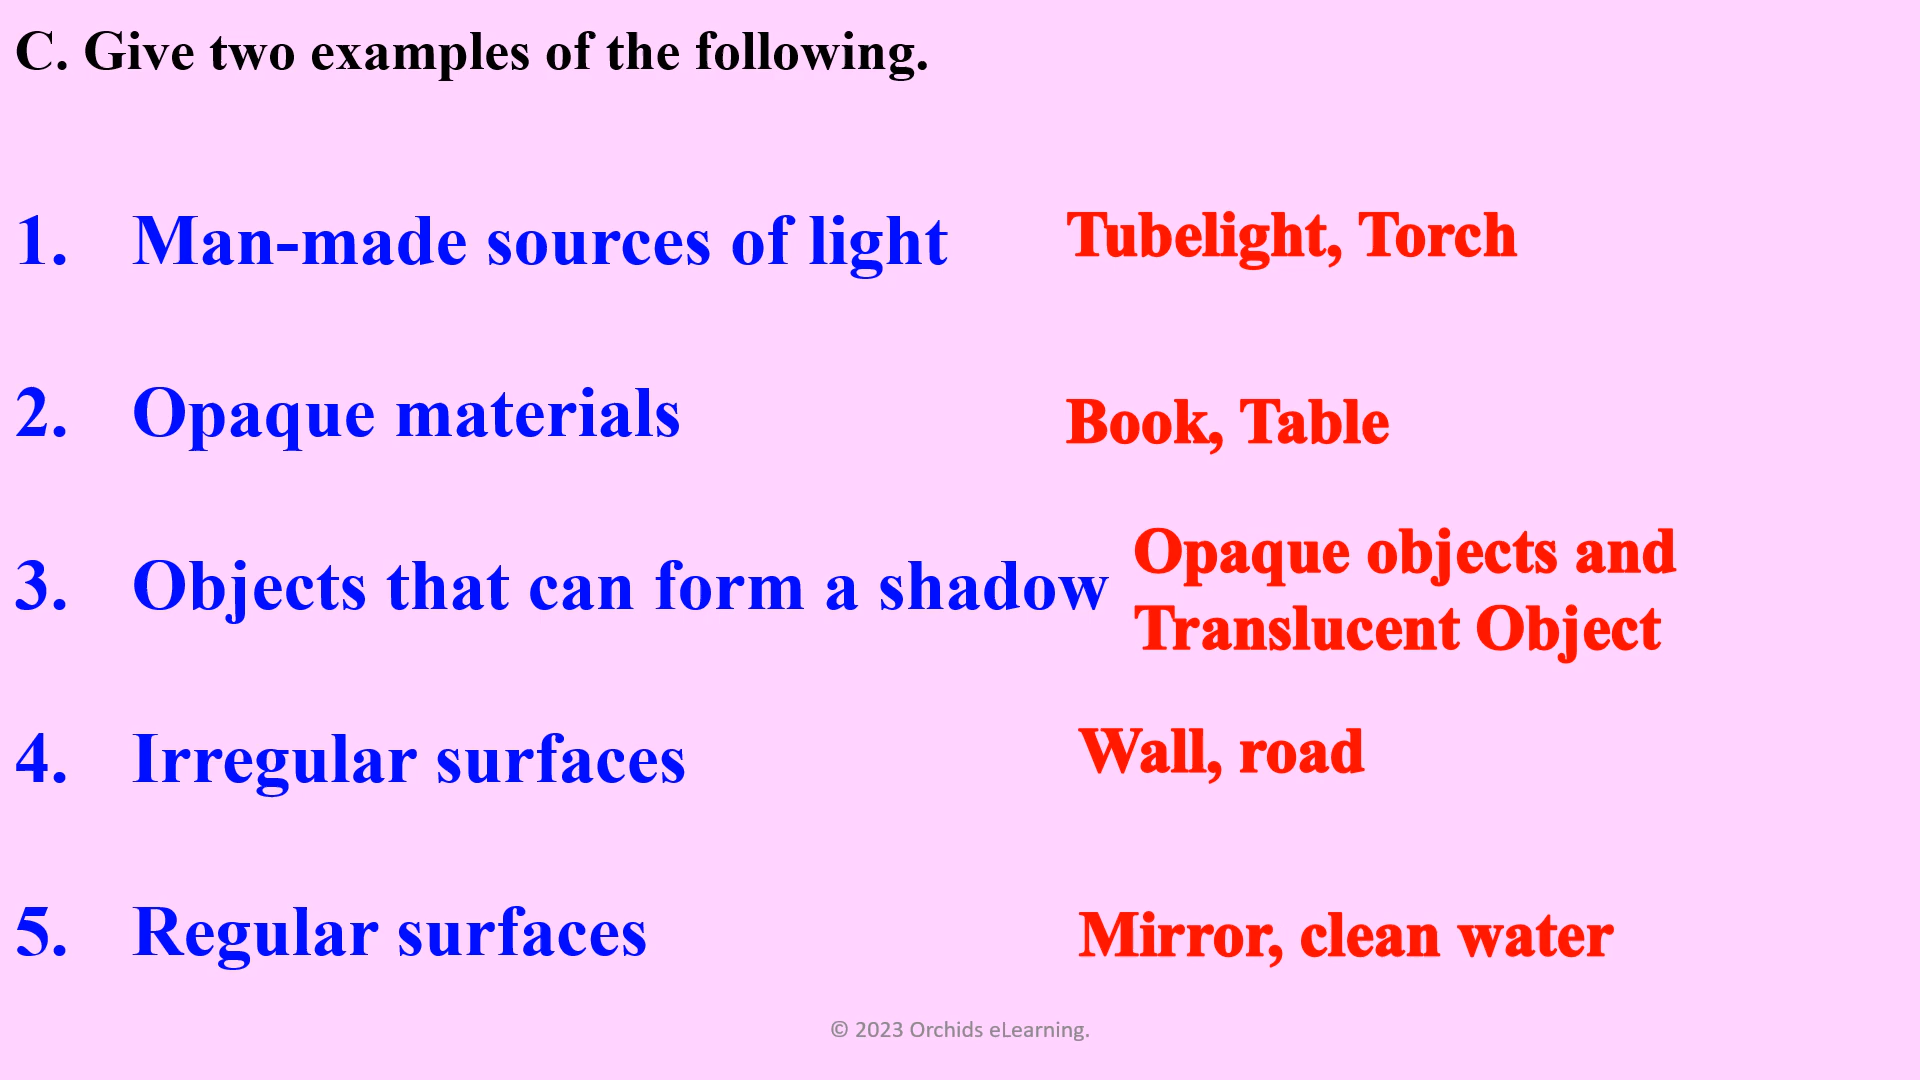 C. Give two examples of the following.
1. Man-made sources of light Tubelight, Torch
2. Opaque materials Book, Table
3. Objects that can form a shadow Opaque objects and
Translucent Object
4. Irregular surfaces Wall, road
5. Regular surfaces Mirror, clean water
© 2023 Orchids eLearning.